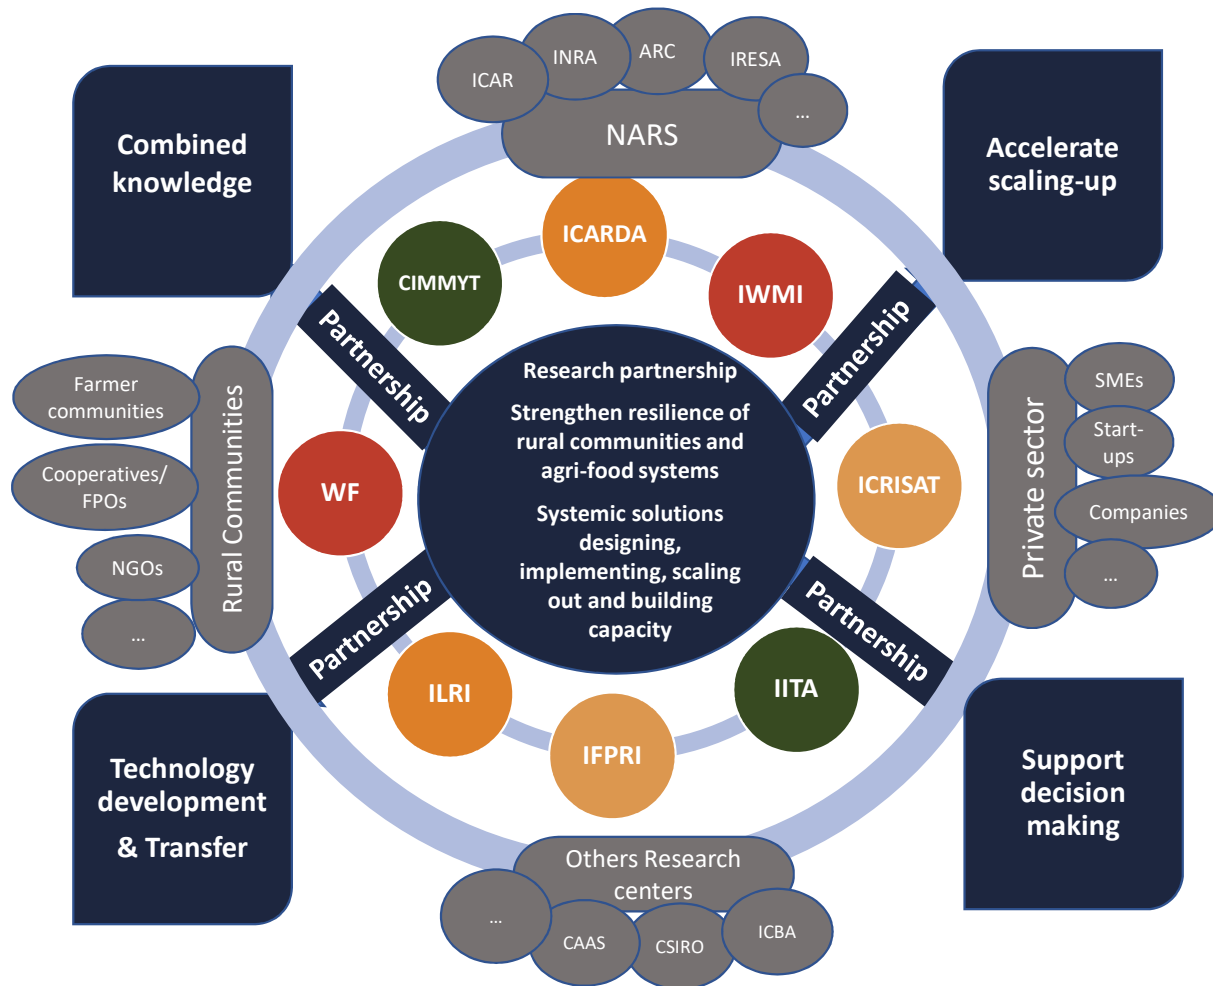 ICAR
INRA
ARC
IRESA
...
NARS
Combined
knowledge
Accelerate
scaling-up
ICARDA
CIMMYT
IWMI
Partnership
Partnership
Research partnership
Strengthen resilience of
rural communities and
agri-food systems
Systemic solutions
designing,
implementing, scaling
out and building
capacity
Farmer
communities
Cooperatives/
FPOs
NGOs
...
Rural Communities
WF
ICRISAT
Private sector
SMEs
Start-
ups
Companies
...
Partnership
Partnership
ILRI
IFPRI
IITA
Technology
development
& Transfer
Support
decision
making
Others Research
centers
...
CAAS
CSIRO
ICBA